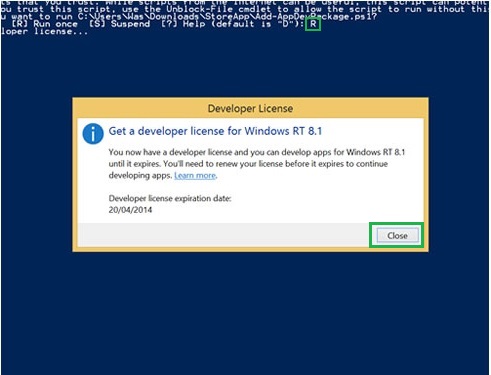 ts that you trust. While scripts from the internet can be useful, this script can potent
ou trust this script, use the Unblock-File cmdlet to allow the script to run without this
u want to run C:\Users\Was\Downloads\StoreApp\Add-AppDevPackage.ps1?
[R] Run once [S] Suspend [?] Help (default is "D"): R
loper license...
Developer License
Get a developer license for Windows RT 8.1
You now have a developer license and you can develop apps for Windows RT 8.1
until it expires. You'll need to renew your license before it expires to continue
developing apps. Learn more.
Developer license expiration date:
20/04/2014
Close